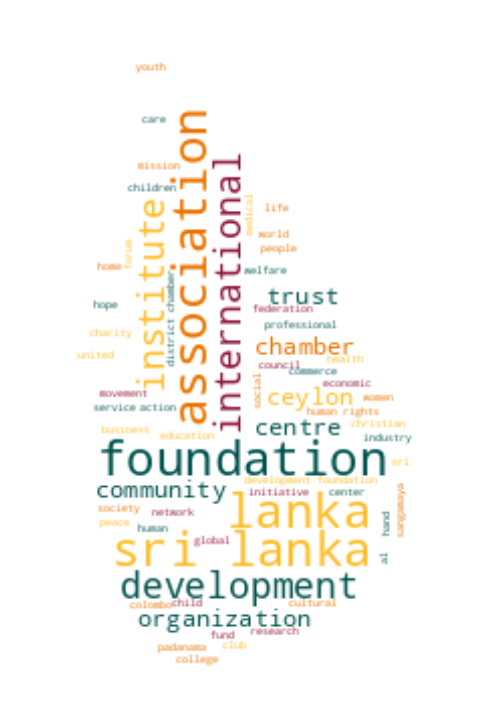 youth
care
association
mission
international
children
institute
medical
life
world
forum
people
home
welfare
district chamber
trust
hope
federation
professional
charity
chamber
united
health
council
commerce
social
economic
movement
ceylon
women
service
action
human rights
business
education
centre
christian
industry
foundation
sri
development foundation
community
initiative
center
sangamaya
society
network
lanka
hand
peace
human
global
sri lanka
al
development
colombo
child
cultural
organization
fund
research
padanama
club
college